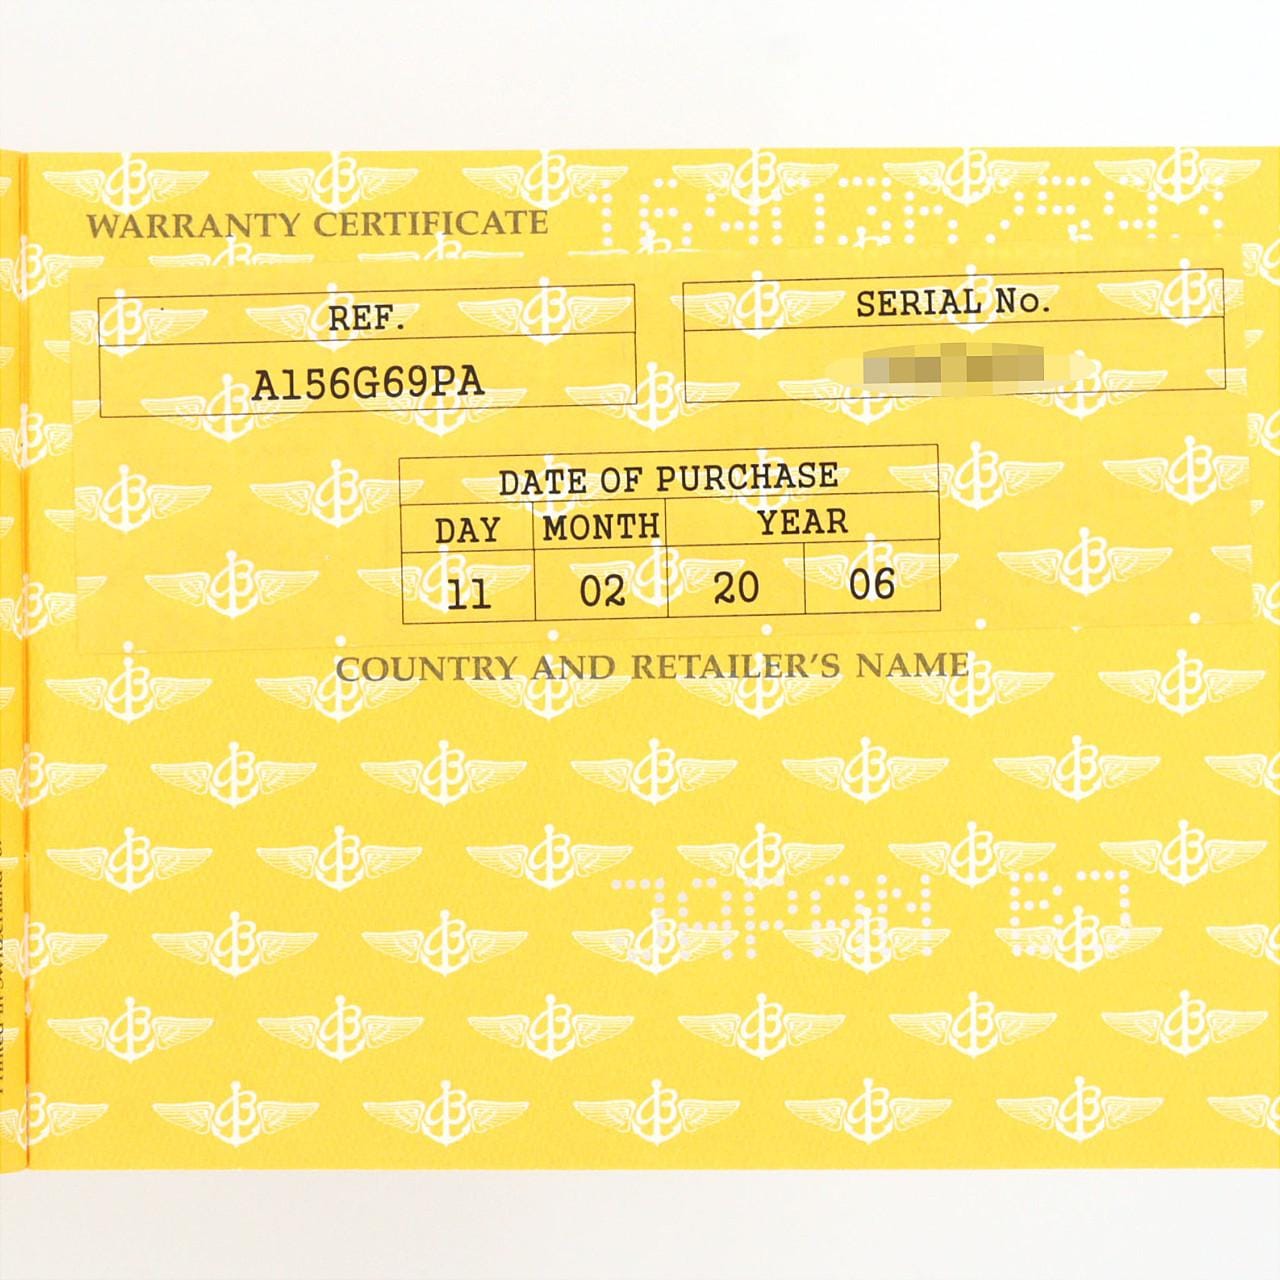 WARRANTY CERTIFICATE
REF.
A156G69PA
SERIAL No.
DATE OF PURCHASE
DAY MONTH YEAR
11 02 20 06
COUNTRY AND RETAILER'S NAME
JAPAN BJ